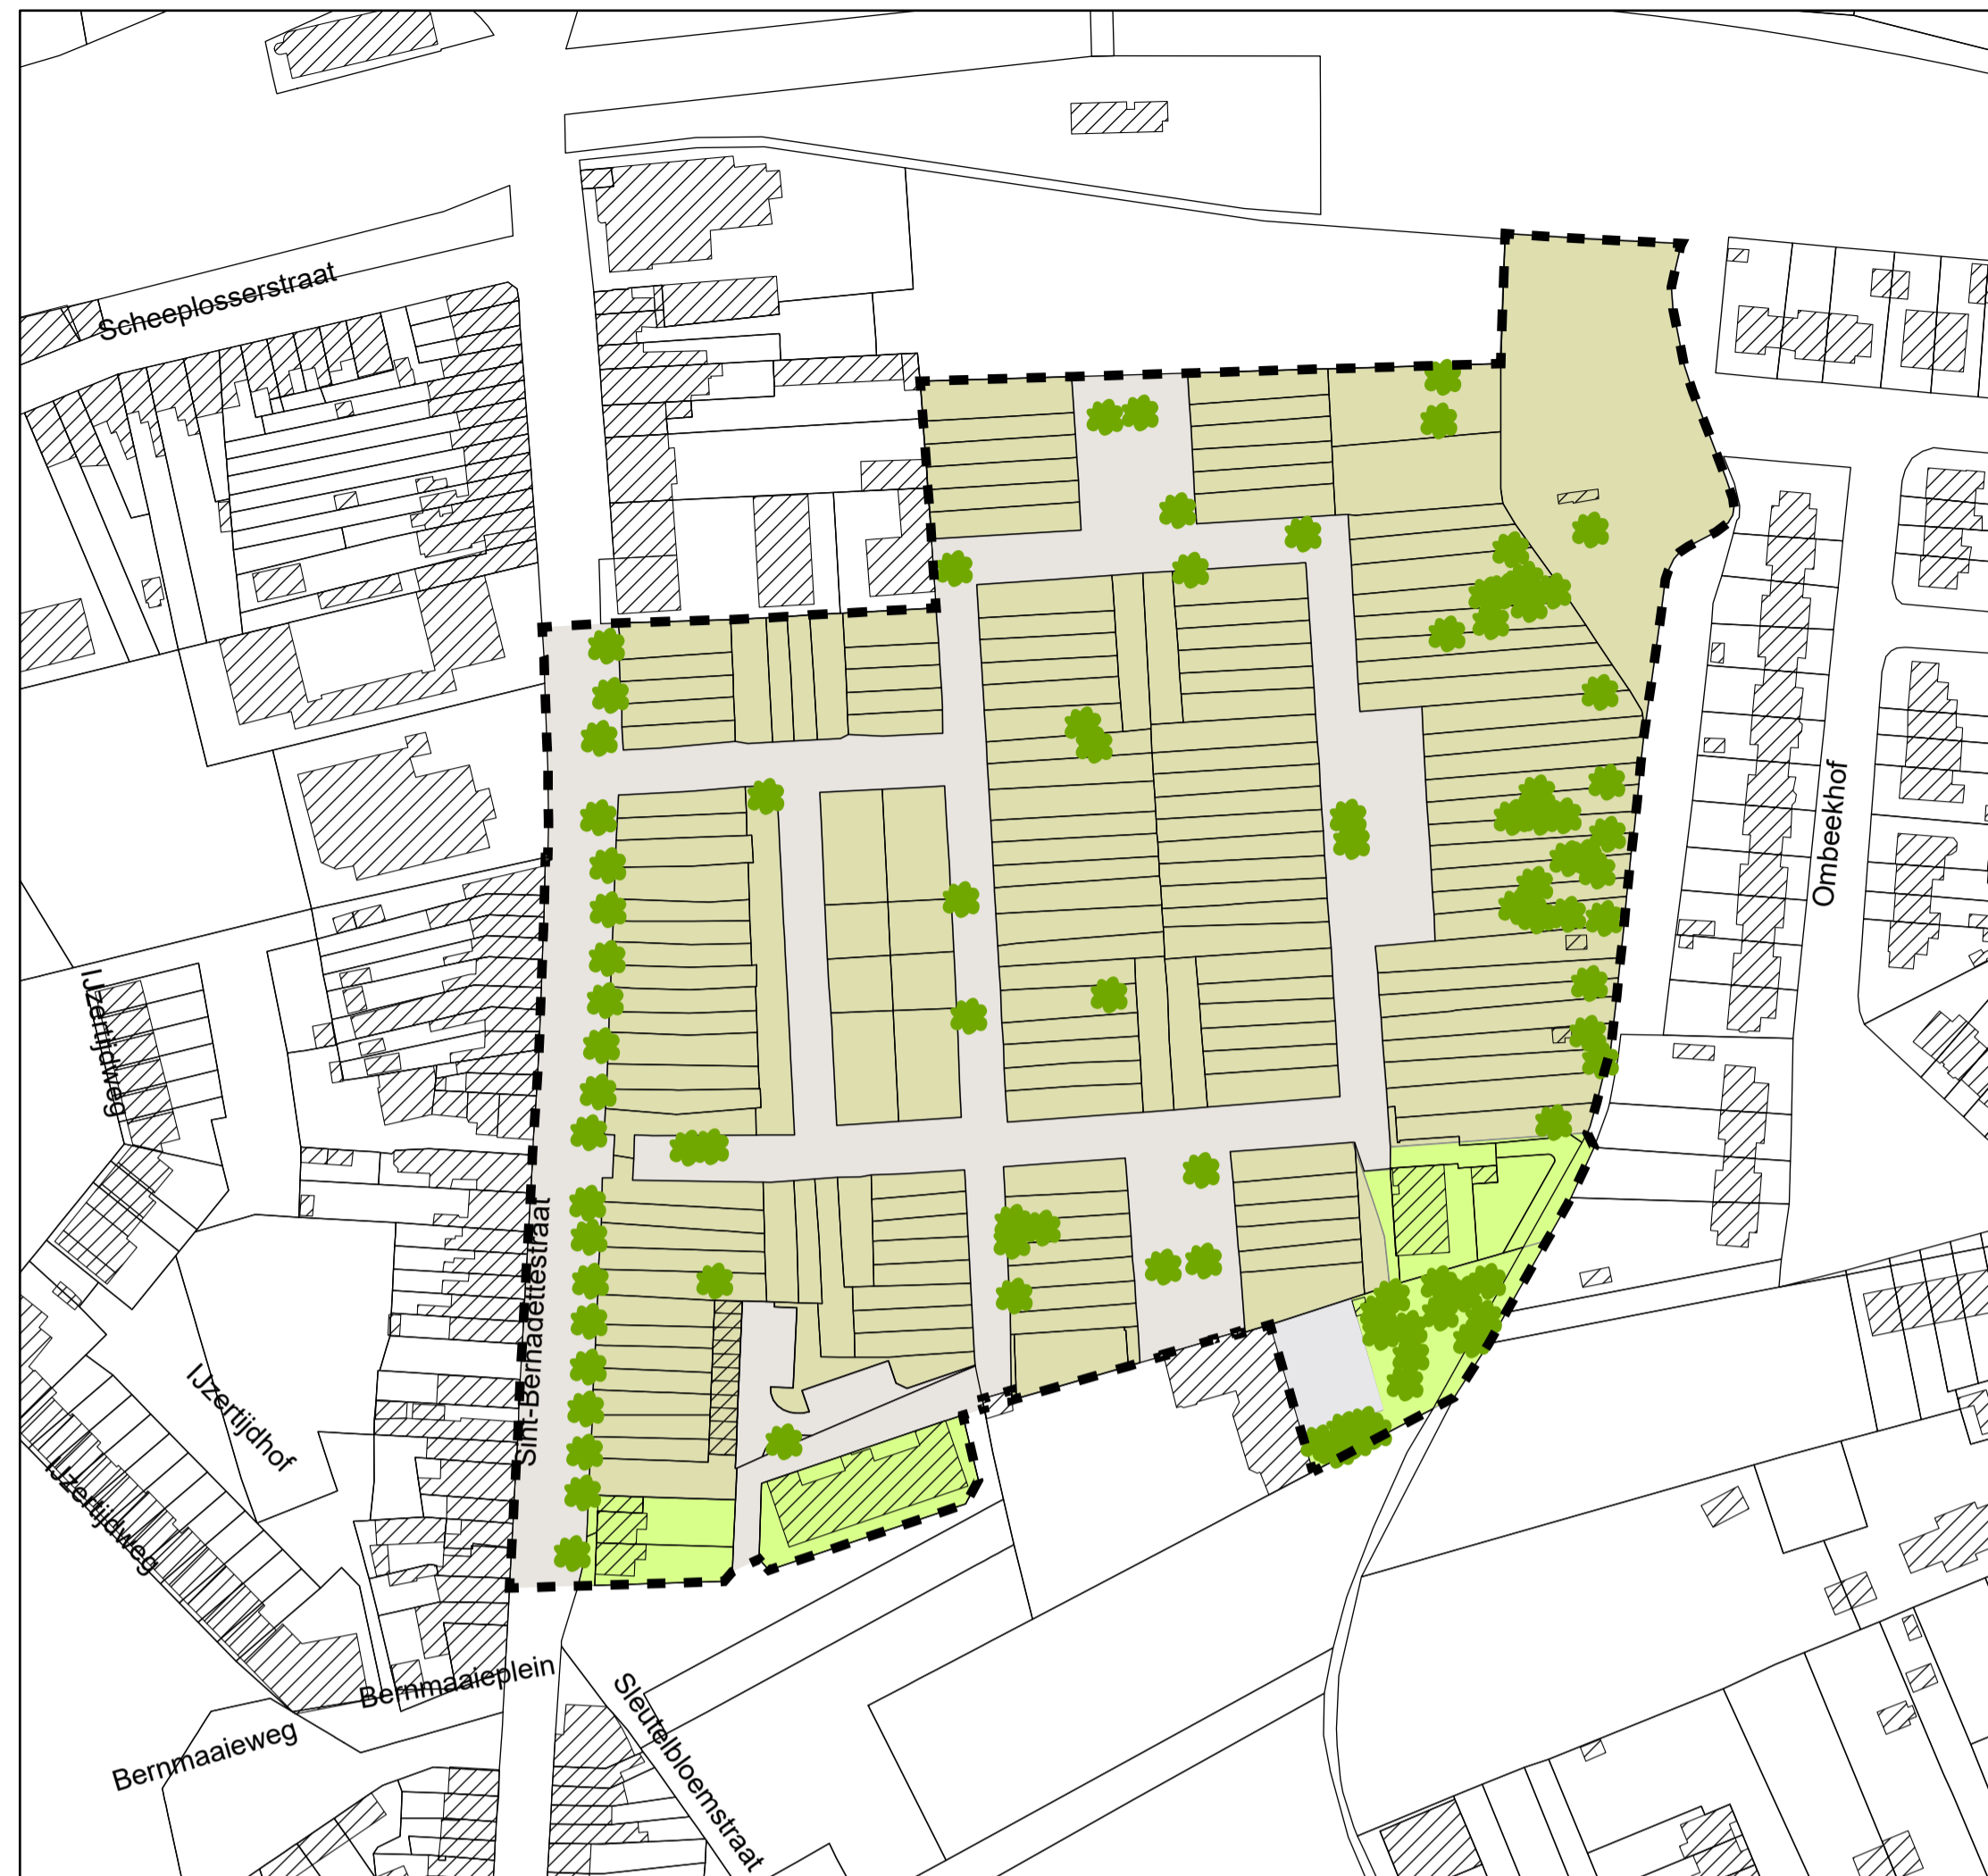 Scheeplosserstraat
Ombeekhof
IJzertijdweg
Sint-Bernadettestraat
IJzertijdhof
IJzertijdweg
Bernmaaieplein
Bernmaaieweg
Sleutelbloemstraat